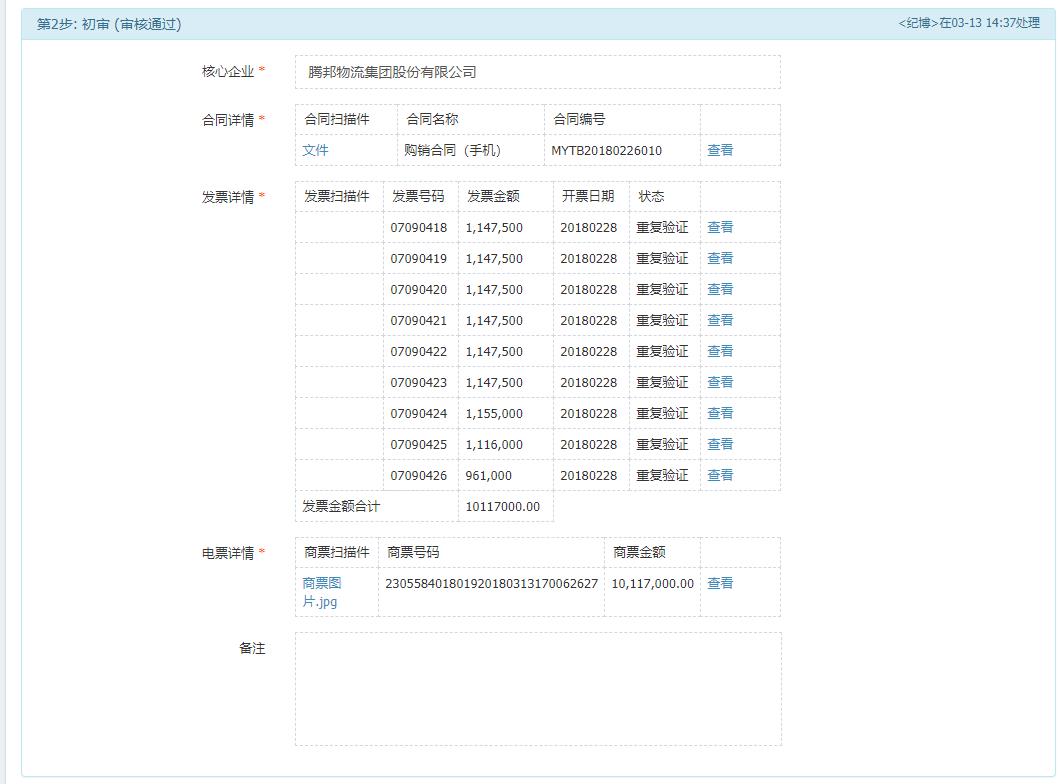 第2步: 初审 (审核通过) <纪博>在03-13 14:37处理
核心企业 * 腾邦物流集团股份有限公司
合同详情 * 合同扫描件 合同名称 合同编号
文件 购销合同（手机） MYTB20180226010 查看
发票详情 * 发票扫描件 发票号码 发票金额 开票日期 状态
07090418 1,147,500 20180228 重复验证 查看
07090419 1,147,500 20180228 重复验证 查看
07090420 1,147,500 20180228 重复验证 查看
07090421 1,147,500 20180228 重复验证 查看
07090422 1,147,500 20180228 重复验证 查看
07090423 1,147,500 20180228 重复验证 查看
07090424 1,155,000 20180228 重复验证 查看
07090425 1,116,000 20180228 重复验证 查看
07090426 961,000 20180228 重复验证 查看
发票金额合计 10117000.00
电票详情 * 商票扫描件 商票号码 商票金额
商票图 230558401801920180313170062627 10,117,000.00 查看
片.jpg
备注